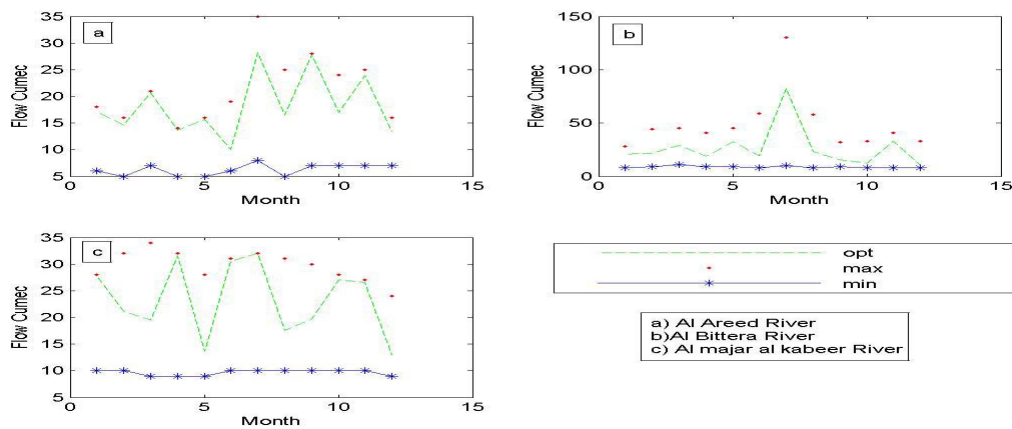 35
30
25
20
15
10
5
0
5
10
15
Month
Flow Cumec
a
150
100
50
0
0
5
10
15
Month
Flow Cumec
b
35
30
25
20
15
10
5
0
5
10
15
Month
Flow Cumec
c
opt
max
min
a) Al Areed River
b)Al Bittera River
c) Al majar al kabeer River